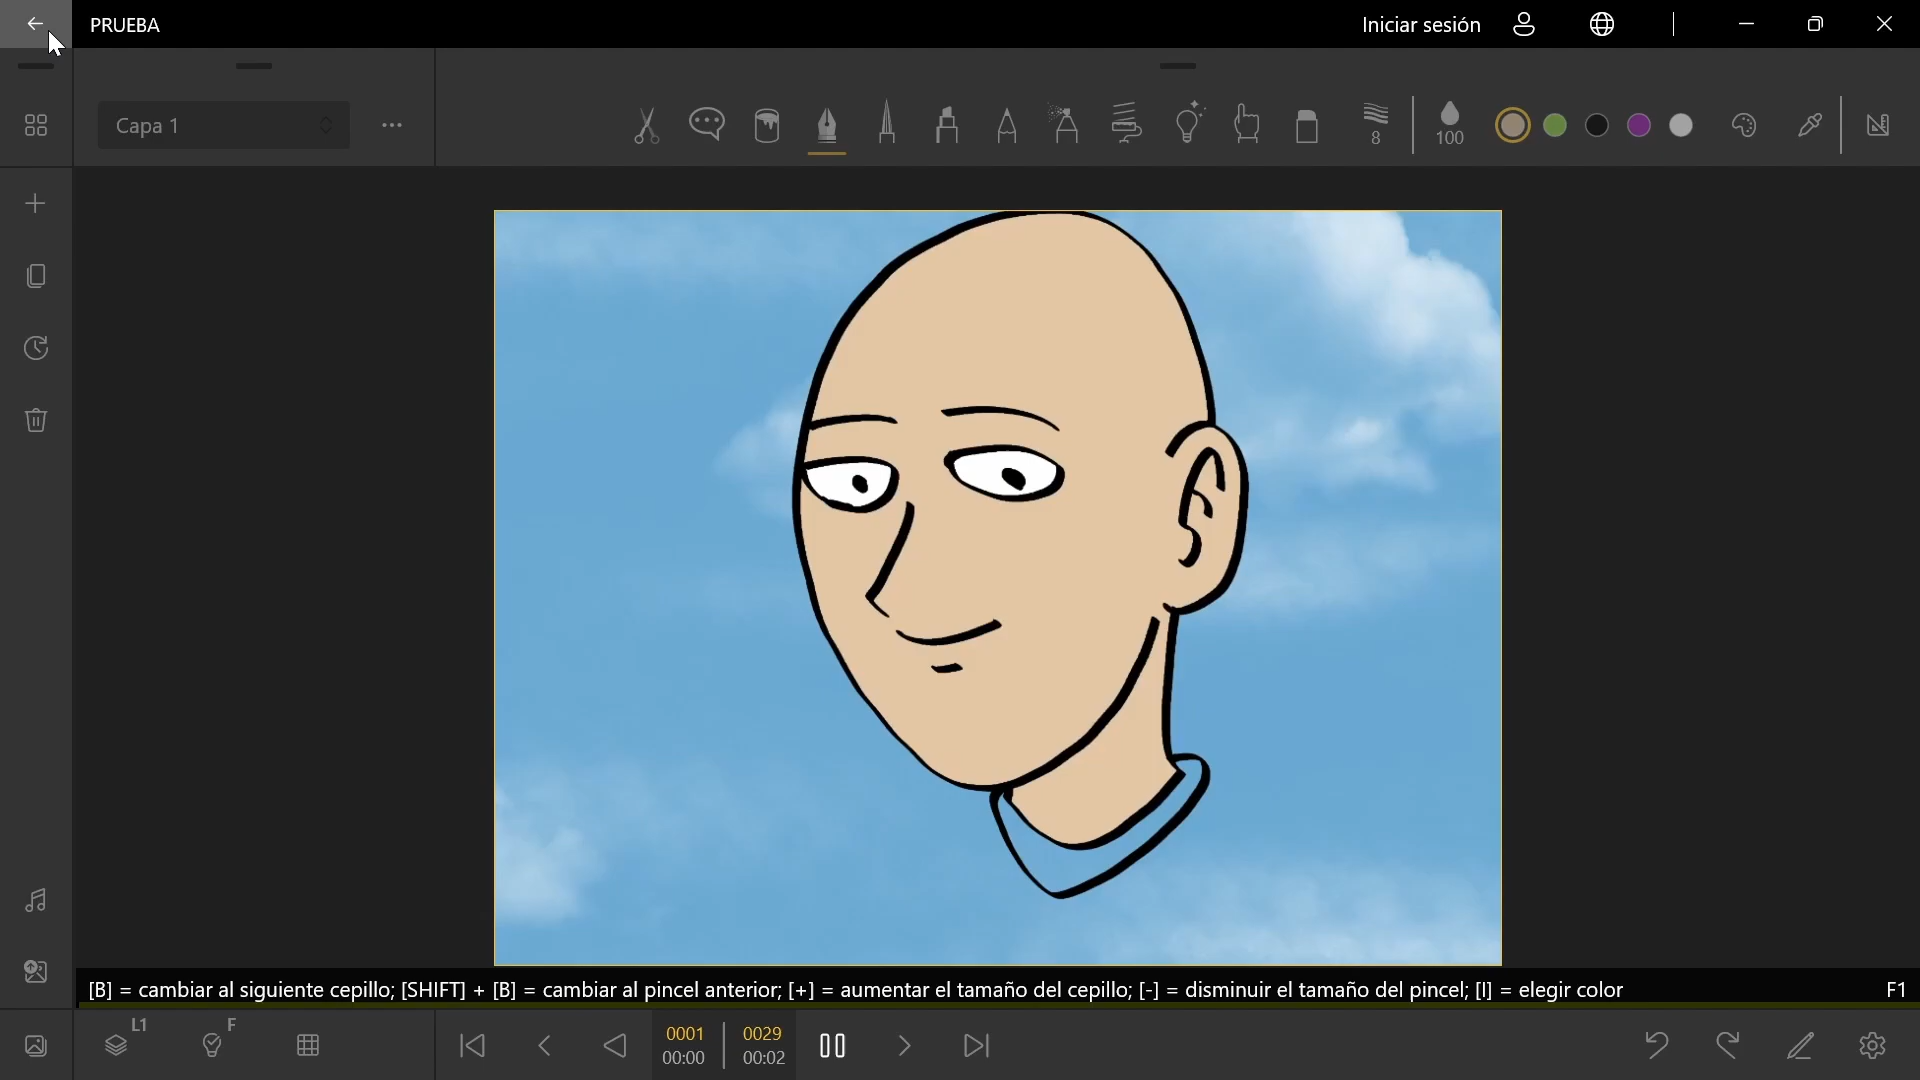 PRUEBA
Iniciar sesión
Capa 1
8
100
[B] = cambiar al siguiente cepillo; [SHIFT] + [B] = cambiar al pincel anterior; [+] = aumentar el tamaño del cepillo; [-] = disminuir el tamaño del pincel; [I] = elegir color
F1
L1
F
0001
0029
00:00
00:02